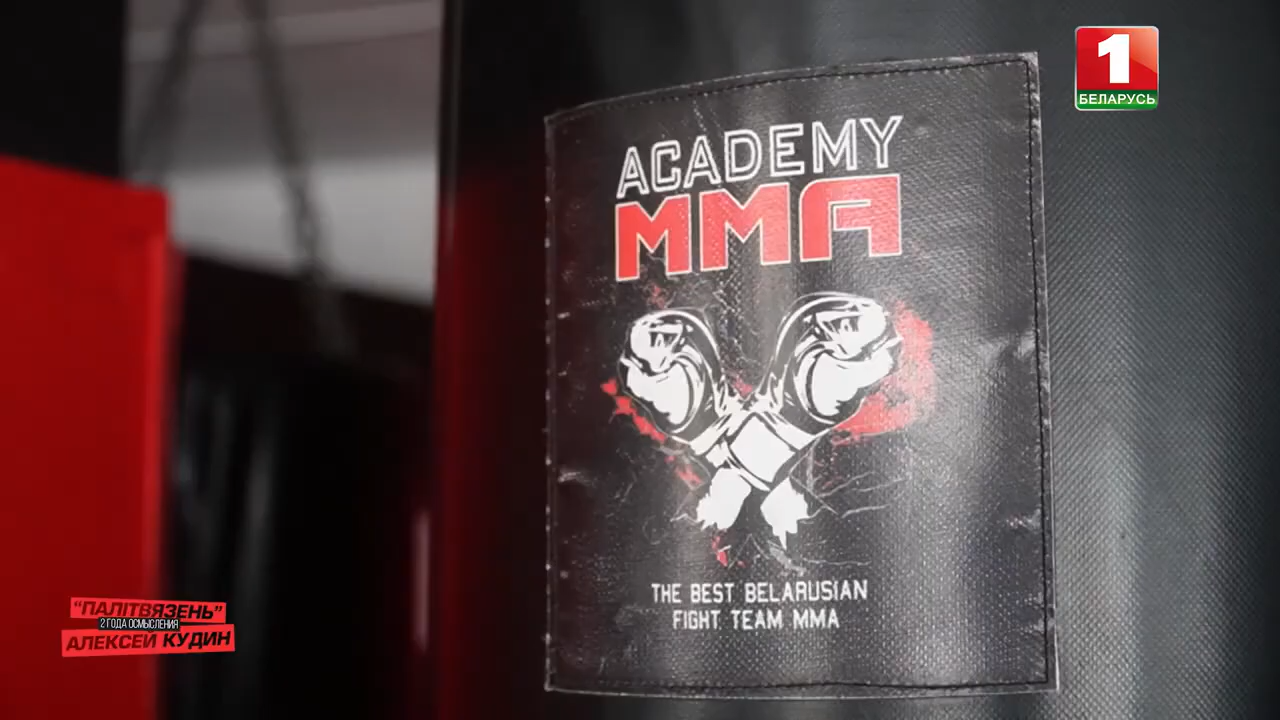 1
БЕЛАРУСЬ
ACADEMY
MMA
THE BEST BELARUSIAN
FIGHT TEAM MMA
"ПАЛІТВЯЗЕНЬ"
2 ГОДА ОСМЫСЛЕНИЯ
АЛЕКСЕЙ КУДИН